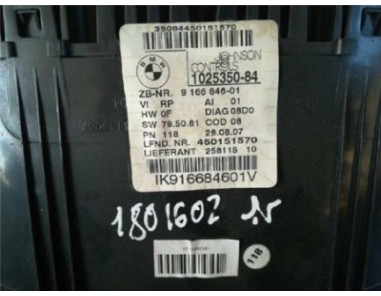 35084450151570
BMW
JOHNSON
CONTROLS
1025350-84
ZB-NR. 9 166 846-01
VI RP AI 01
HW 0F DIAG 08D0
SW 79.50.81 COD 08
PN 118 28.08.07
LFND. NR. 450151570
LIEFERANT 258115 10
IK916684601V
1801602 N
118